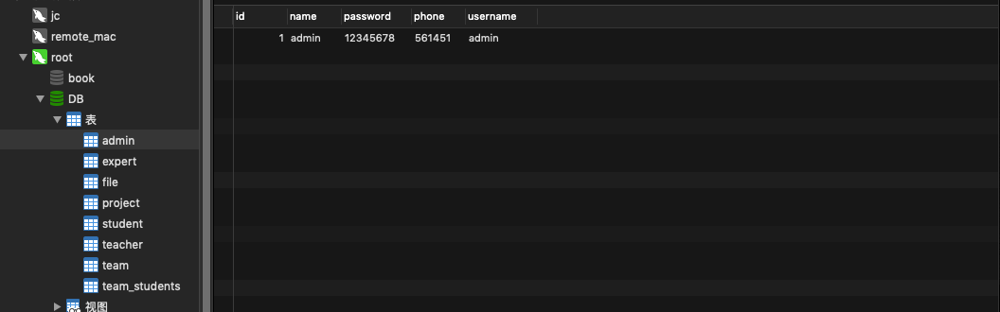 jc
remote_mac
root
book
DB
表
admin
expert
file
project
student
teacher
team
team_students
视图
id name password phone username
1 admin 12345678 561451 admin